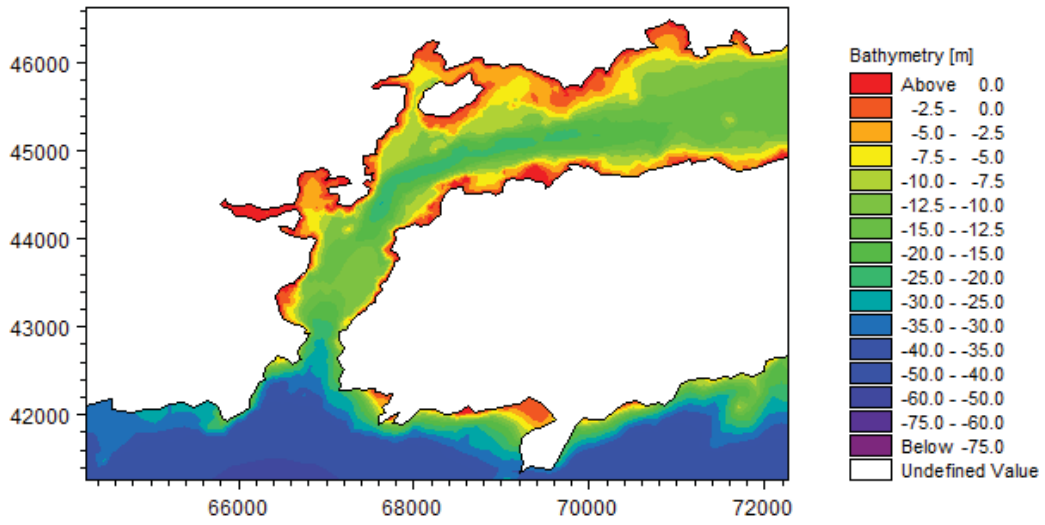 46000
45000
44000
43000
42000
66000 68000 70000 72000
Bathymetry [m]
Above 0.0
-2.5 - 0.0
-5.0 - -2.5
-7.5 - -5.0
-10.0 - -7.5
-12.5 - -10.0
-15.0 - -12.5
-20.0 - -15.0
-25.0 - -20.0
-30.0 - -25.0
-35.0 - -30.0
-40.0 - -35.0
-50.0 - -40.0
-60.0 - -50.0
-75.0 - -60.0
Below -75.0
Undefined Value